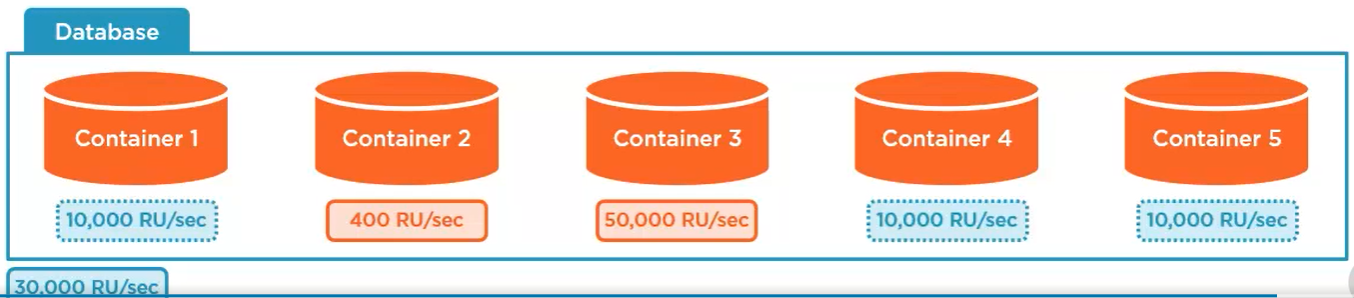 Database
Container 1
Container 2
Container 3
Container 4
Container 5
10,000 RU/sec
400 RU/sec
50,000 RU/sec
10,000 RU/sec
10,000 RU/sec
30,000 RU/sec